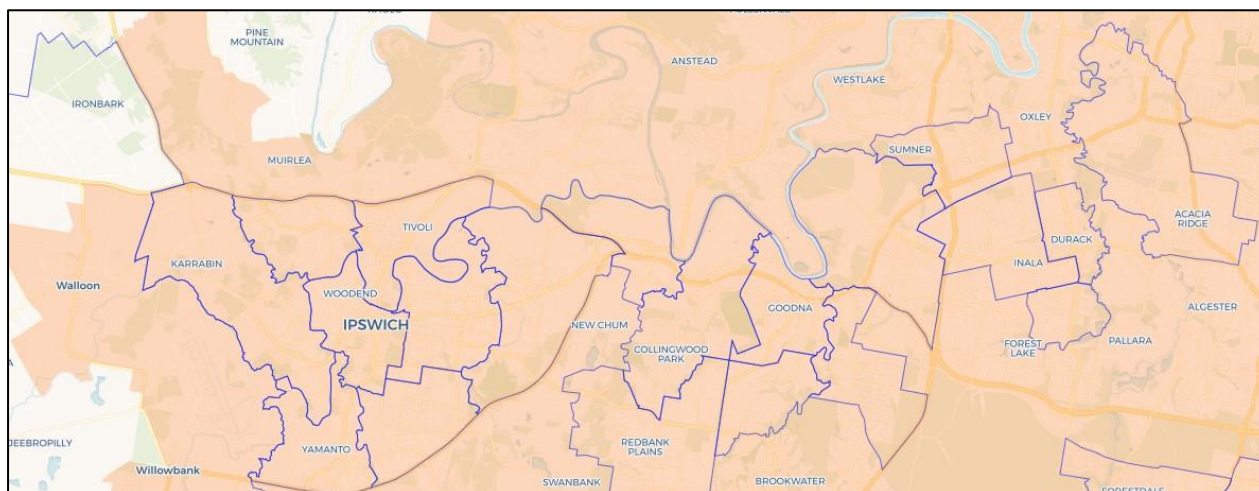 PINE
MOUNTAIN
ANSTEAD
WESTLAKE
IRONBARK
OXLEY
SUMNER
MUIRLEA
TIVOLI
ACACIA
RIDGE
DURACK
KARRABIN
INALA
Walloon
WOODEND
GOODNA
ALGESTER
IPSWICH
NEW CHUM
COLLINGWOOD
PARK
FOREST
LAKE
PALLARA
JEEBROPILLY
REDBANK
PLAINS
YAMANTO
Willowbank
SWANBANK
BROOKWATER